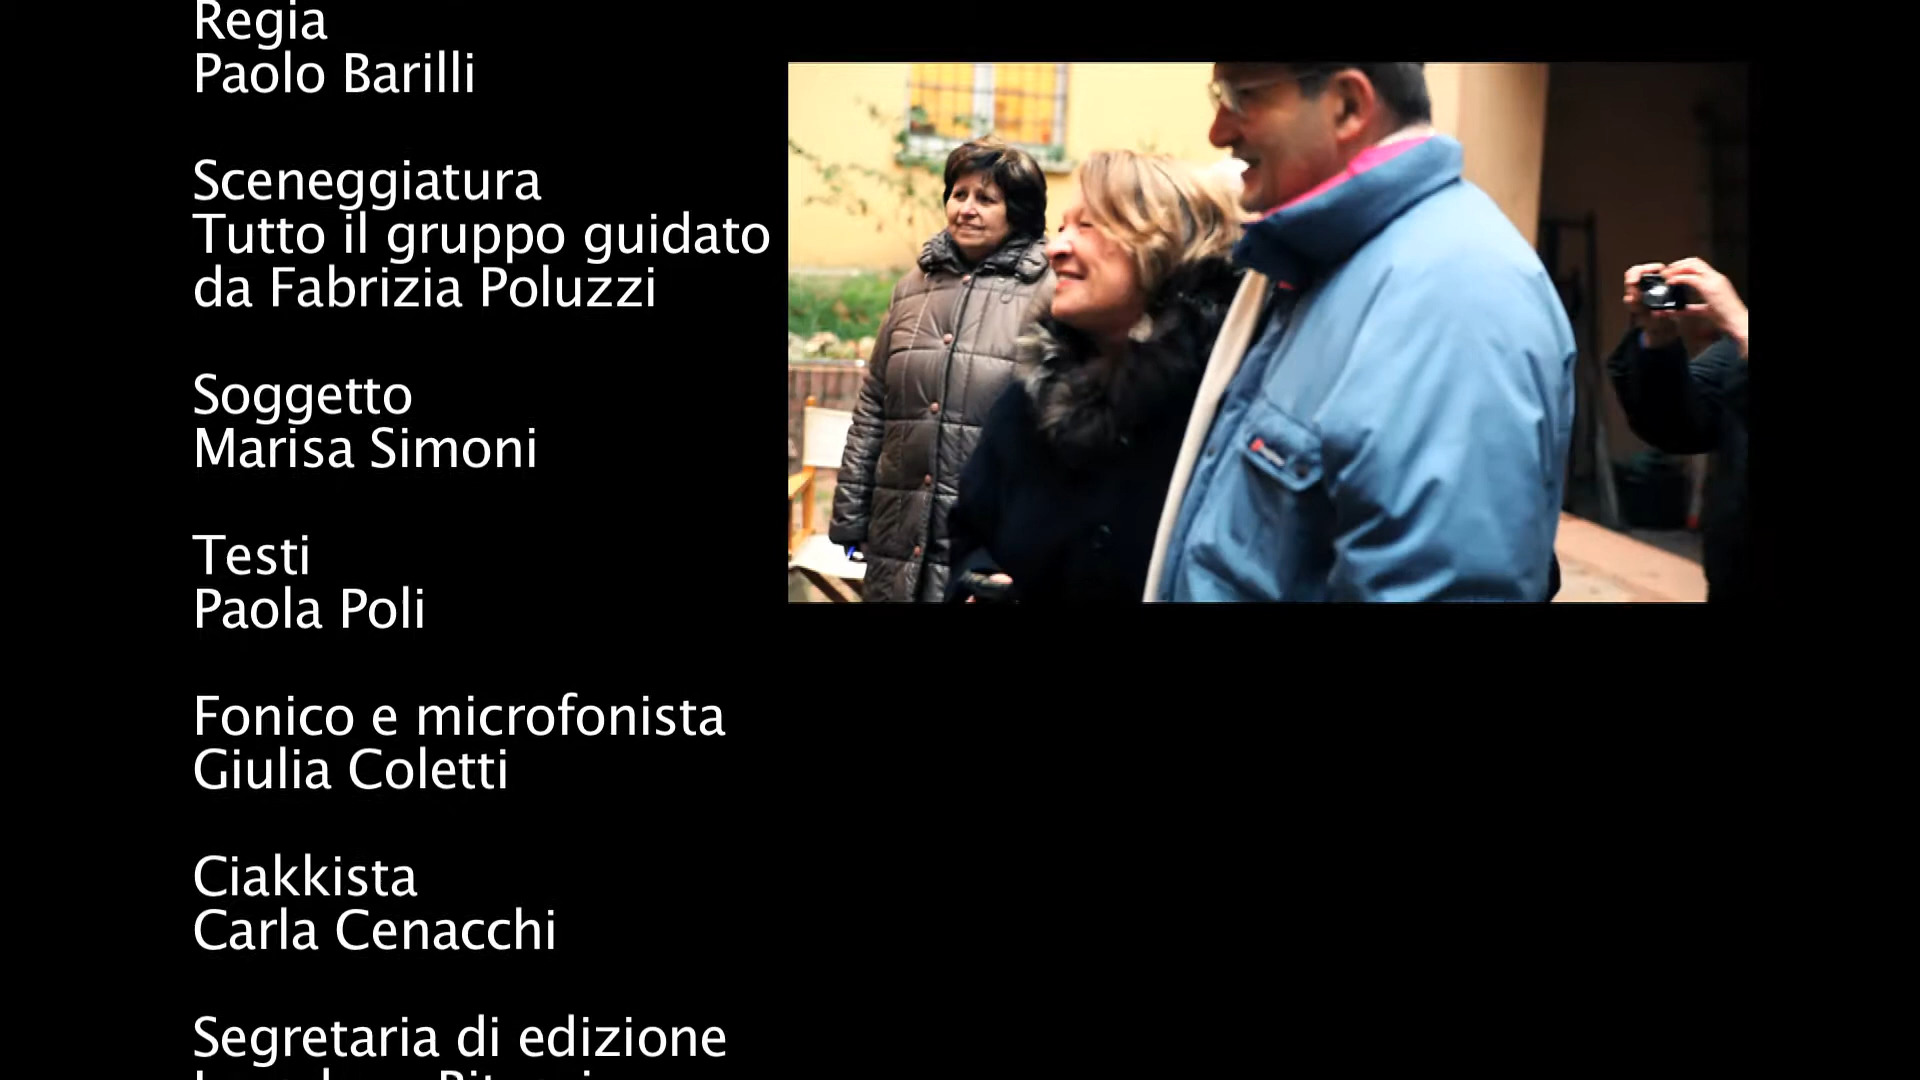 Regia
Paolo Barilli
Sceneggiatura
Tutto il gruppo guidato
da Fabrizia Poluzzi
Soggetto
Marisa Simoni
Testi
Paola Poli
Fonico e microfonista
Giulia Coletti
Ciakkista
Carla Cenacchi
Segretaria di edizione